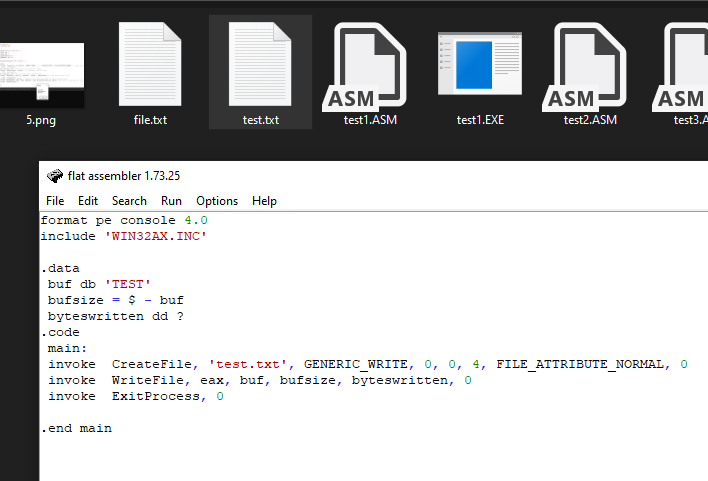 ASM
ASM
ASM
5.png
file.txt
test.txt
test1.ASM
test1.EXE
test2.ASM
test3.A
flat assembler 1.73.25
File Edit Search Run Options Help
format pe console 4.0
include 'WIN32AX.INC'
.data
buf db 'TEST'
bufsize = $ - buf
byteswritten dd ?
.code
main:
invoke  CreateFile, 'test.txt', GENERIC_WRITE, 0, 0, 4, FILE_ATTRIBUTE_NORMAL, 0
invoke  WriteFile, eax, buf, bufsize, byteswritten, 0
invoke  ExitProcess, 0
.end main